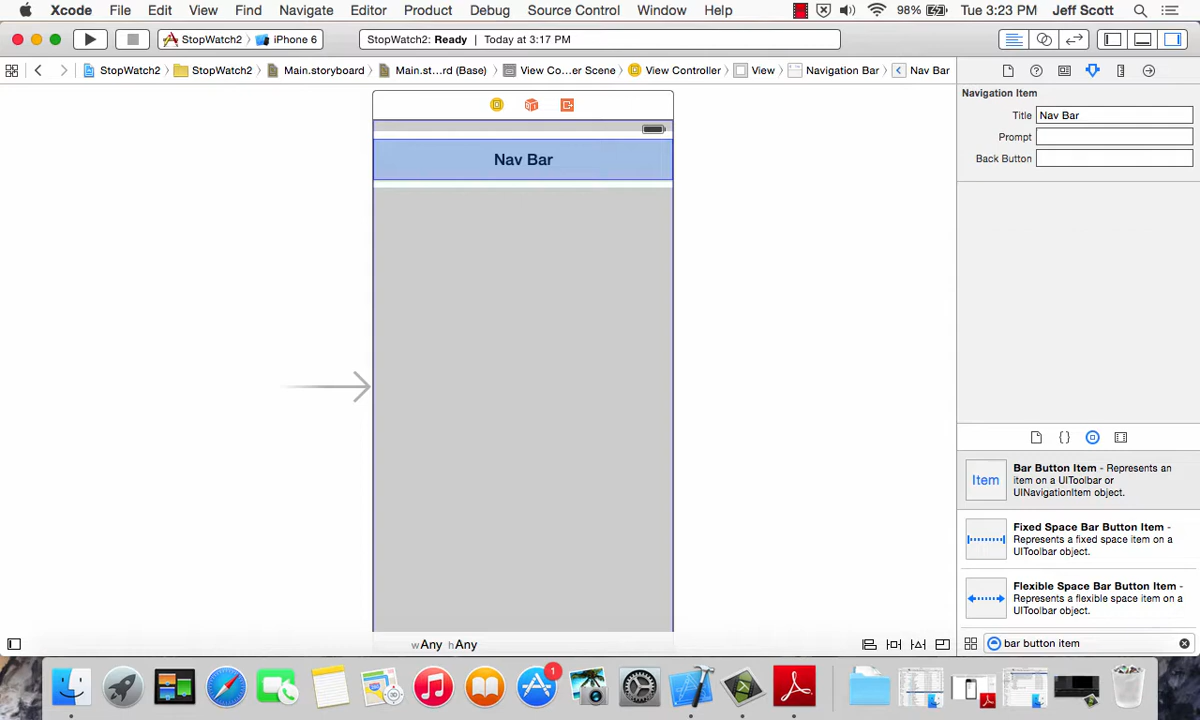 Xcode File Edit View Find Navigate Editor Product Debug Source Control Window Help 98% Tue 3:23 PM Jeff Scott
StopWatch2 iPhone 6 StopWatch2: Ready Today at 3:17 PM
StopWatch2 StopWatch2 Main.storyboard Main.st...rd (Base) View Co...er Scene View Controller View Navigation Bar Nav Bar
Navigation Item
Title Nav Bar
Prompt
Back Button
Nav Bar
Item
Bar Button Item - Represents an
item on a UIToolbar or
UINavigationItem object.
Fixed Space Bar Button Item -
Represents a fixed space item on a
UIToolbar object.
Flexible Space Bar Button Item -
Represents a flexible space item on a
UIToolbar object.
wAny hAny
bar button item
1